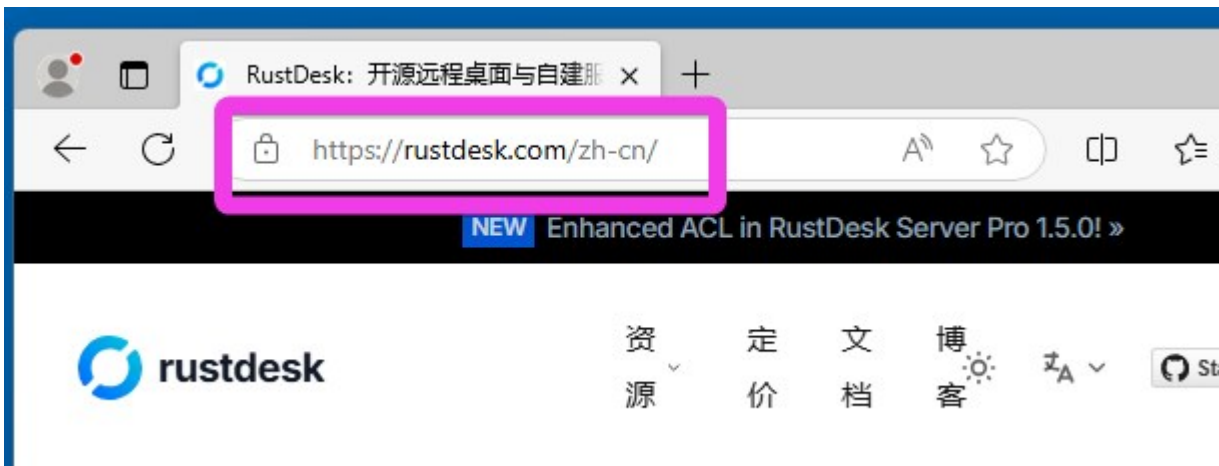 RustDesk：开源远程桌面与自建
https://rustdesk.com/zh-cn/
NEW Enhanced ACL in RustDesk Server Pro 1.5.0! »
rustdesk
资源
定价
文档
博客